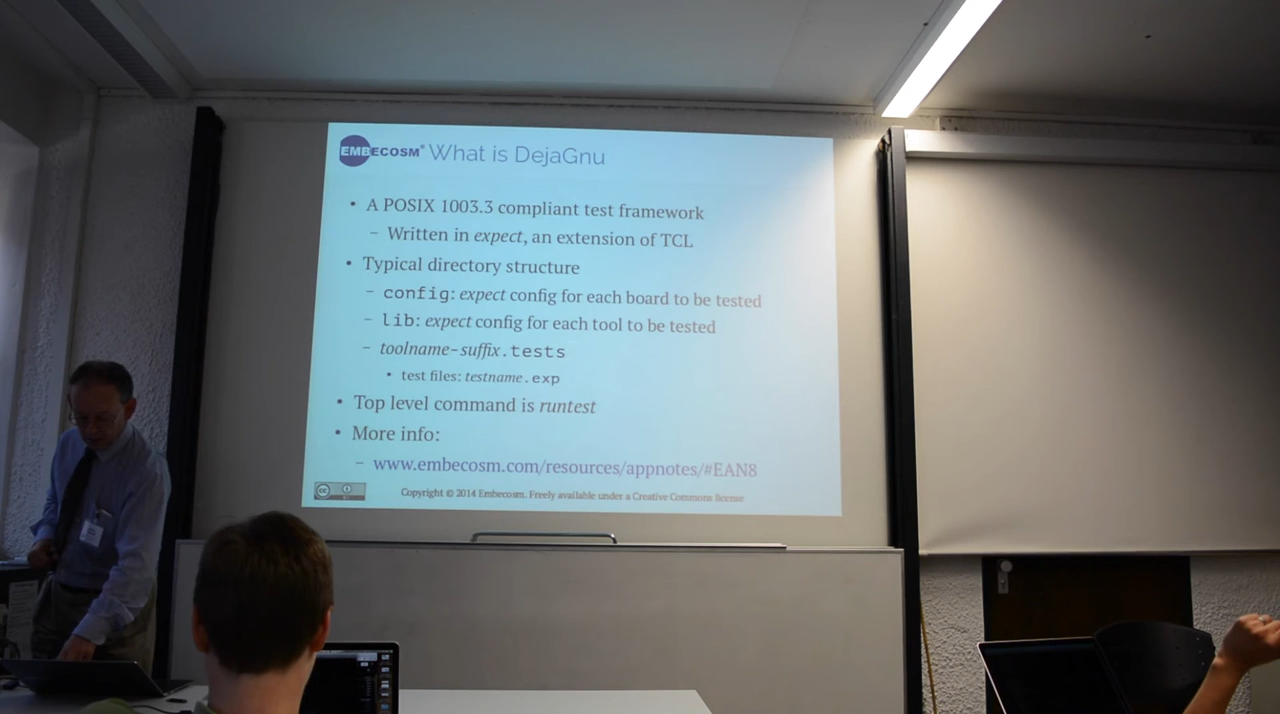 EMBECOSM® What is DejaGnu
• A POSIX 1003.3 compliant test framework
– Written in expect, an extension of TCL
• Typical directory structure
– config: expect config for each board to be tested
– lib: expect config for each tool to be tested
– toolname-suffix.tests
• test files: testname.exp
• Top level command is runtest
• More info:
– www.embecosm.com/resources/appnotes/#EAN8
cc
Copyright © 2014 Embecosm. Freely available under a Creative Commons license